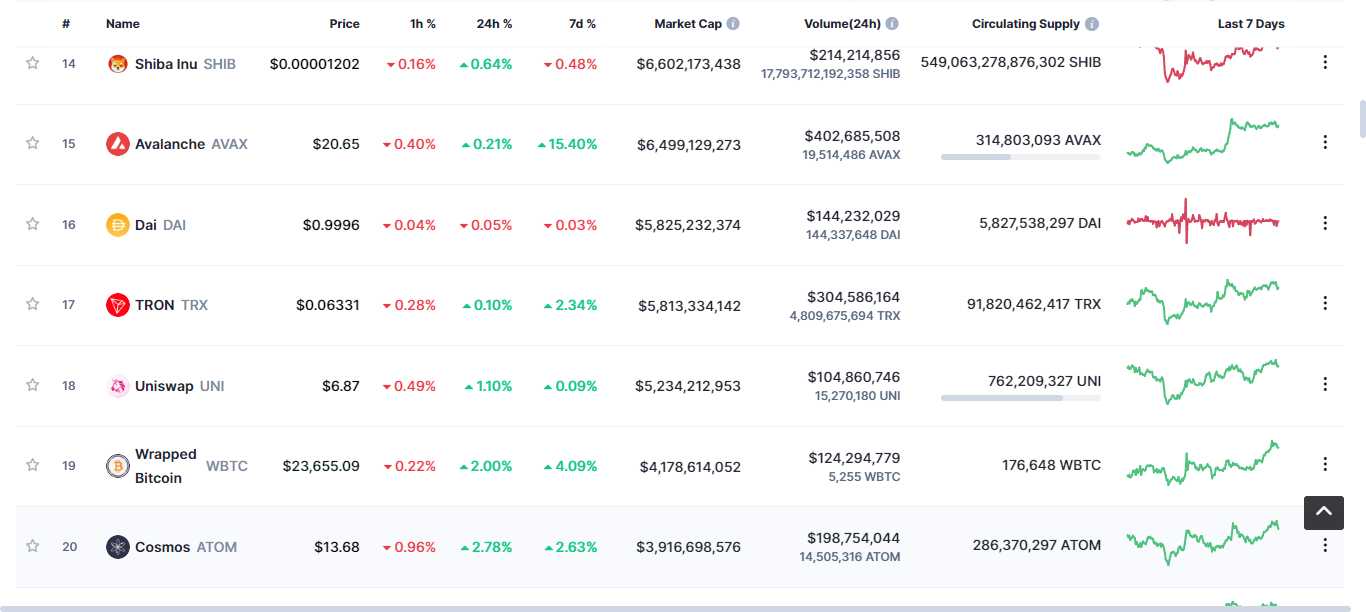 # Name Price 1h % 24h % 7d % Market Cap Volume(24h) Circulating Supply Last 7 Days
14 Shiba Inu SHIB $0.00001202 0.16% 0.64% 0.48% $6,602,173,438 $214,214,856 549,063,278,876,302 SHIB
17,793,712,192,358 SHIB
15 Avalanche AVAX $20.65 0.40% 0.21% 15.40% $6,499,129,273 $402,685,508 314,803,093 AVAX
19,514,486 AVAX
16 Dai DAI $0.9996 0.04% 0.05% 0.03% $5,825,232,374 $144,232,029 5,827,538,297 DAI
144,337,648 DAI
17 TRON TRX $0.06331 0.28% 0.10% 2.34% $5,813,334,142 $304,586,164 91,820,462,417 TRX
4,809,675,694 TRX
18 Uniswap UNI $6.87 0.49% 1.10% 0.09% $5,234,212,953 $104,860,746 762,209,327 UNI
15,270,180 UNI
19 Wrapped Bitcoin WBTC $23,655.09 0.22% 2.00% 4.09% $4,178,614,052 $124,294,779 176,648 WBTC
5,255 WBTC
20 Cosmos ATOM $13.68 0.96% 2.78% 2.63% $3,916,698,576 $198,754,044 286,370,297 ATOM
14,505,316 ATOM